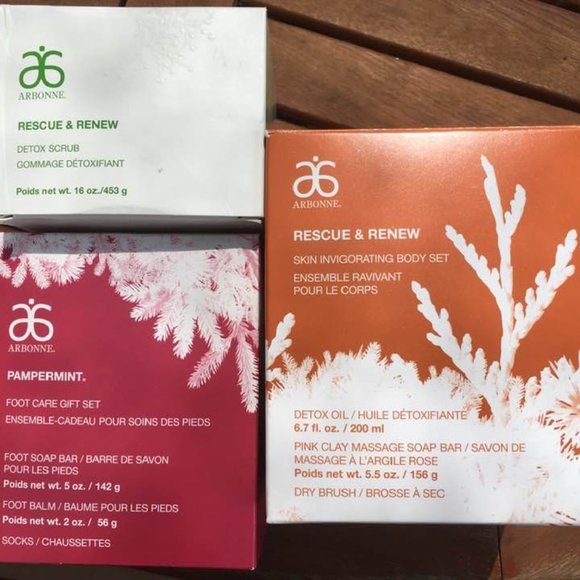 ARBONNE.
RESCUE & RENEW
DETOX SCRUB
GOMMAGE DÉTOXIFIANT
Poids net wt. 16 oz./453 g
ARBONNE.
PAMPERMINT™
FOOT CARE GIFT SET
ENSEMBLE-CADEAU POUR SOINS DES PIEDS
FOOT SOAP BAR / BARRE DE SAVON
POUR LES PIEDS
Poids net wt. 5 oz. / 142 g
FOOT BALM / BAUME POUR LES PIEDS
Poids net wt. 2 oz. / 56 g
SOCKS / CHAUSSETTES
ARBONNE.
RESCUE & RENEW
SKIN INVIGORATING BODY SET
ENSEMBLE RAVIVANT
POUR LE CORPS
DETOX OIL / HUILE DÉTOXIFIANTE
6.7 fl. oz. / 200 ml
PINK CLAY MASSAGE SOAP BAR / SAVON DE
MASSAGE À L'ARGILE ROSE
Poids net wt. 5.5 oz. / 156 g
DRY BRUSH / BROSSE À SEC